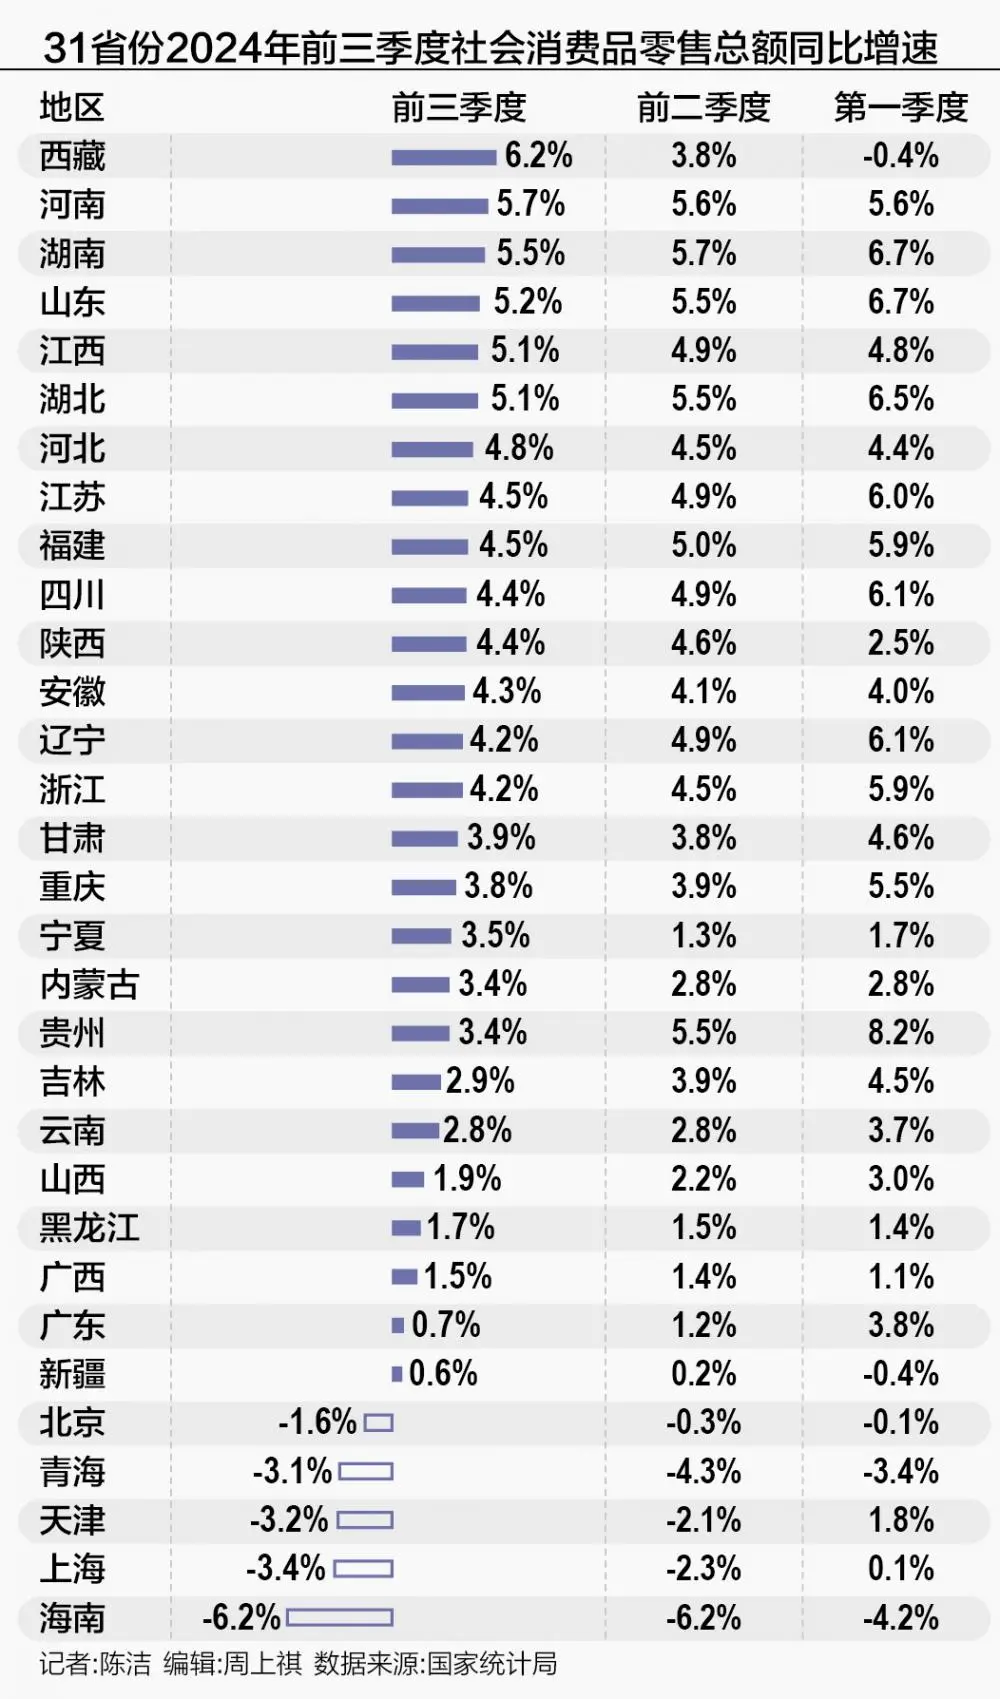 31省份2024年前三季度社会消费品零售总额同比增速
地区 前三季度 前二季度 第一季度
西藏 6.2% 3.8% -0.4%
河南 5.7% 5.6% 5.6%
湖南 5.5% 5.7% 6.7%
山东 5.2% 5.5% 6.7%
江西 5.1% 4.9% 4.8%
湖北 5.1% 5.5% 6.5%
河北 4.8% 4.5% 4.4%
江苏 4.5% 4.9% 6.0%
福建 4.5% 5.0% 5.9%
四川 4.4% 4.9% 6.1%
陕西 4.4% 4.6% 2.5%
安徽 4.3% 4.1% 4.0%
辽宁 4.2% 4.9% 6.1%
浙江 4.2% 4.5% 5.9%
甘肃 3.9% 3.8% 4.6%
重庆 3.8% 3.9% 5.5%
宁夏 3.5% 1.3% 1.7%
内蒙古 3.4% 2.8% 2.8%
贵州 3.4% 5.5% 8.2%
吉林 2.9% 3.9% 4.5%
云南 2.8% 2.8% 3.7%
山西 1.9% 2.2% 3.0%
黑龙江 1.7% 1.5% 1.4%
广西 1.5% 1.4% 1.1%
广东 0.7% 1.2% 3.8%
新疆 0.6% 0.2% -0.4%
北京 -1.6% -0.3% -0.1%
青海 -3.1% -4.3% -3.4%
天津 -3.2% -2.1% 1.8%
上海 -3.4% -2.3% 0.1%
海南 -6.2% -6.2% -4.2%
记者:陈洁 编辑:周上祺 数据来源:国家统计局